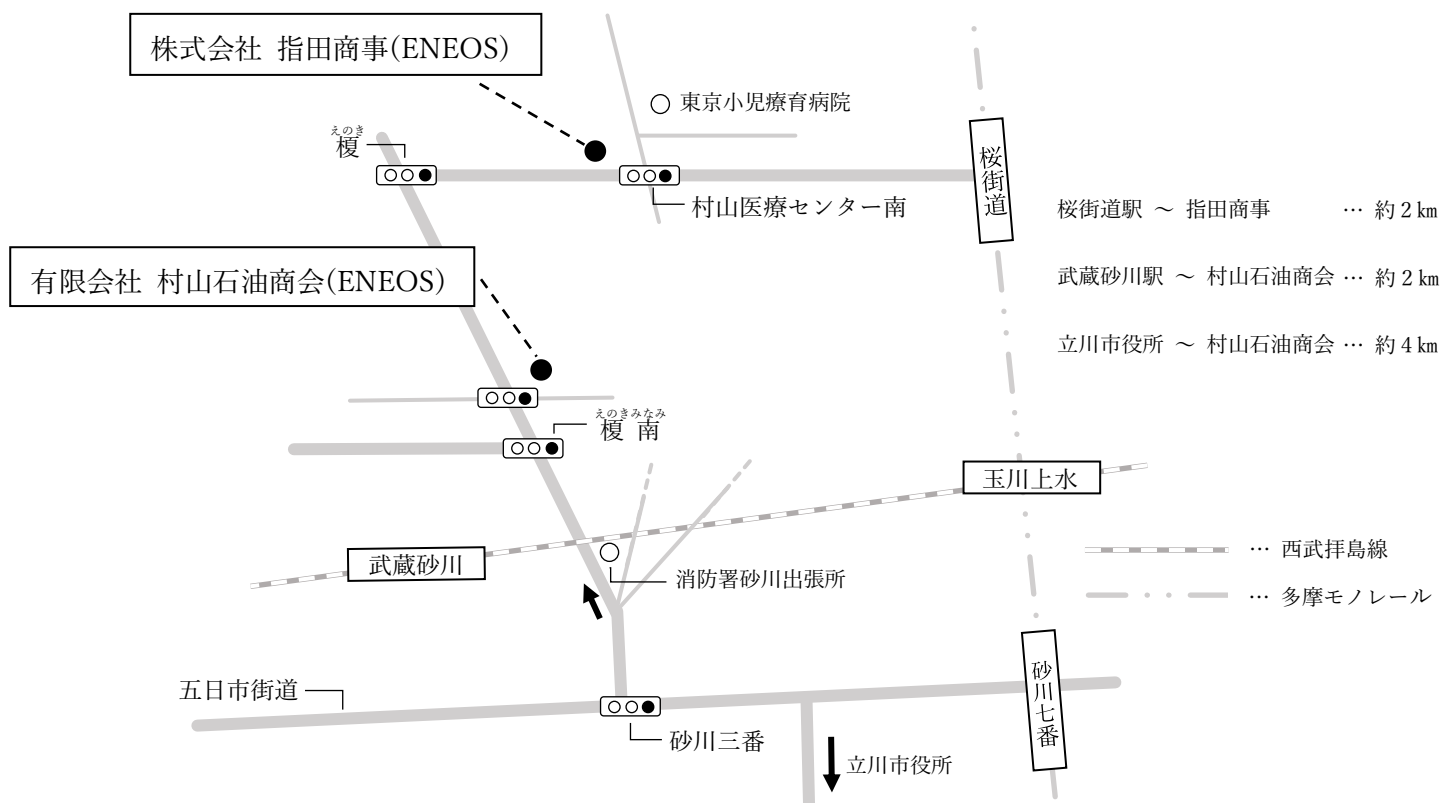 株式会社 指田商事(ENEOS)
東京小児療育病院
えのき
榎
村山医療センター南
桜街道
桜街道駅 ～ 指田商事 … 約2㎞
有限会社 村山石油商会(ENEOS)
武蔵砂川駅 ～ 村山石油商会 … 約2㎞
立川市役所 ～ 村山石油商会 … 約4㎞
えのきみなみ
榎 南
玉川上水
武蔵砂川
… 西武拝島線
消防署砂川出張所
… 多摩モノレール
五日市街道
砂川七番
砂川三番
立川市役所